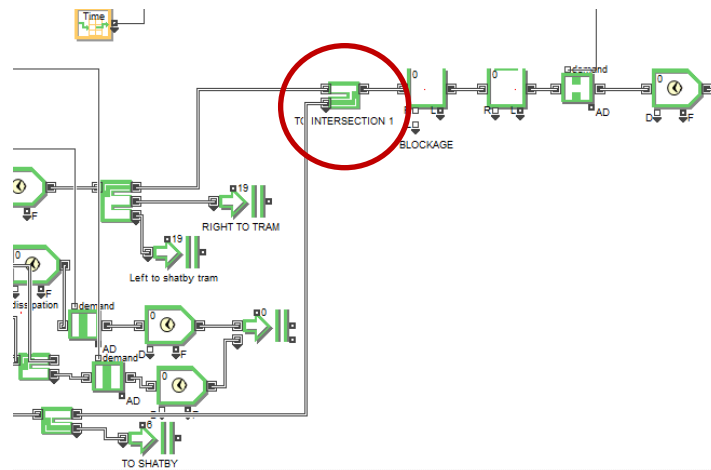 Time
0
0
demand
TO INTERSECTION 1
R
L
R
L
AD
D
F
BLOCKAGE
19
F
RIGHT TO TRAM
19
0
Left to shatby tram
F
dissipation
demand
0
0
AD
demand
D
F
0
AD
6
TO SHATBY